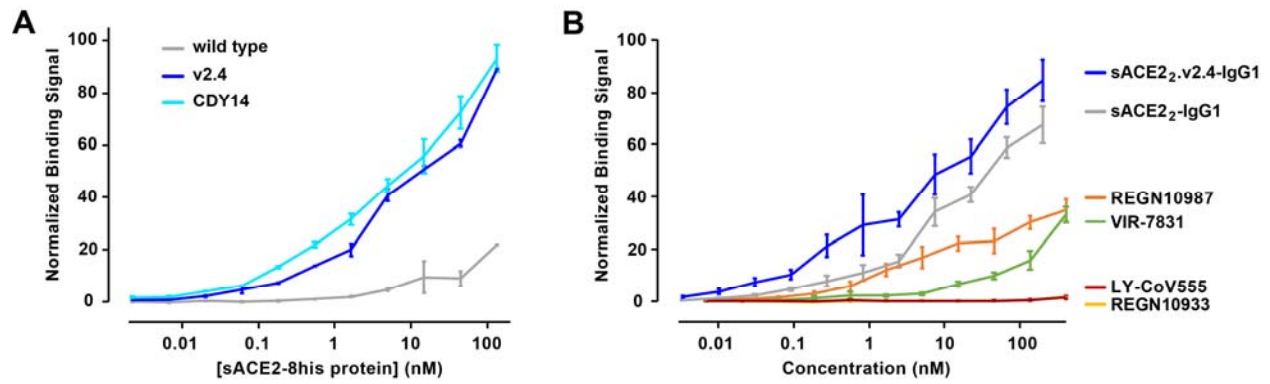 A
Normalized Binding Signal
100
80
60
40
20
0
wild type
v2.4
CDY14
0.01
0.1
1
10
100
[sACE2-8his protein] (nM)
B
Normalized Binding Signal
100
80
60
40
20
0
0.01
0.1
1
10
100
Concentration (nM)
sACE2₂.v2.4-IgG1
sACE2₂-IgG1
REGN10987
VIR-7831
LY-CoV555
REGN10933